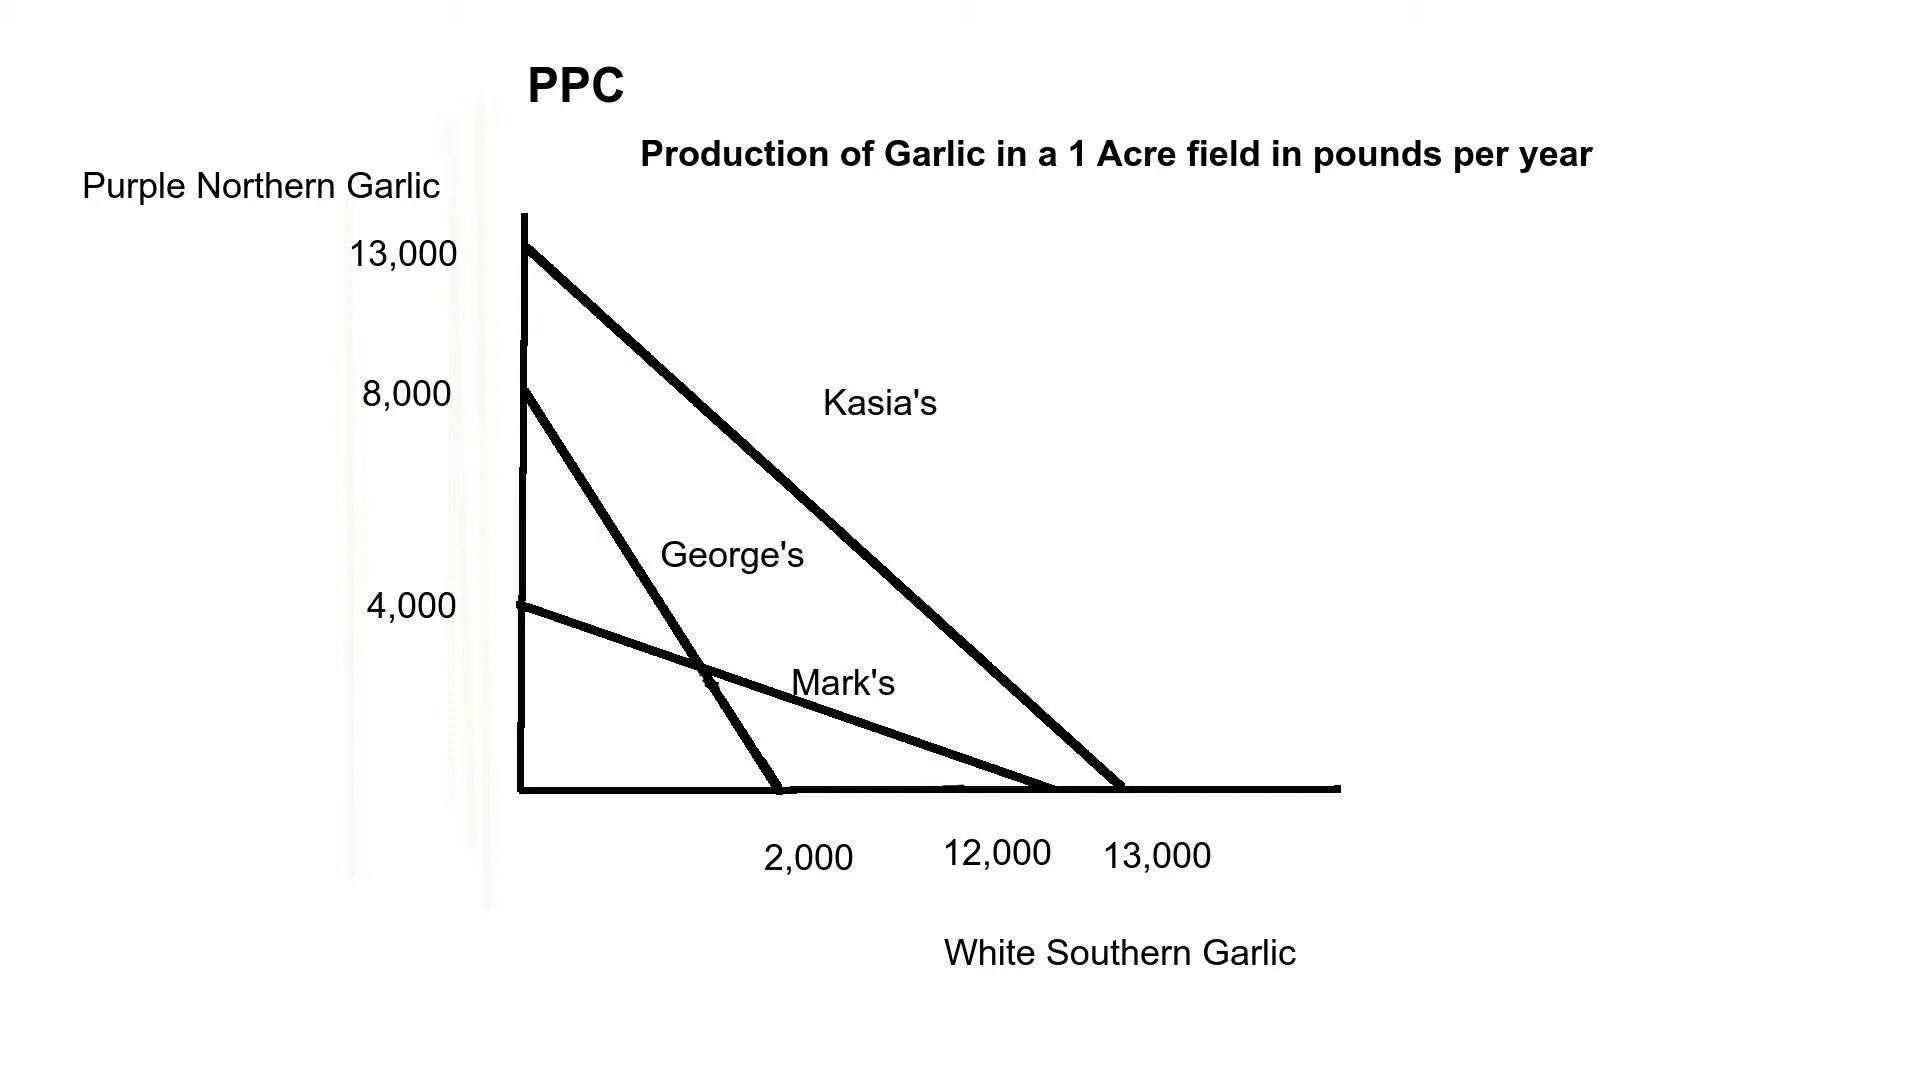 PPC
Production of Garlic in a 1 Acre field in pounds per year
Purple Northern Garlic
13,000
8,000
4,000
Kasia's
George's
Mark's
2,000
12,000
13,000
White Southern Garlic